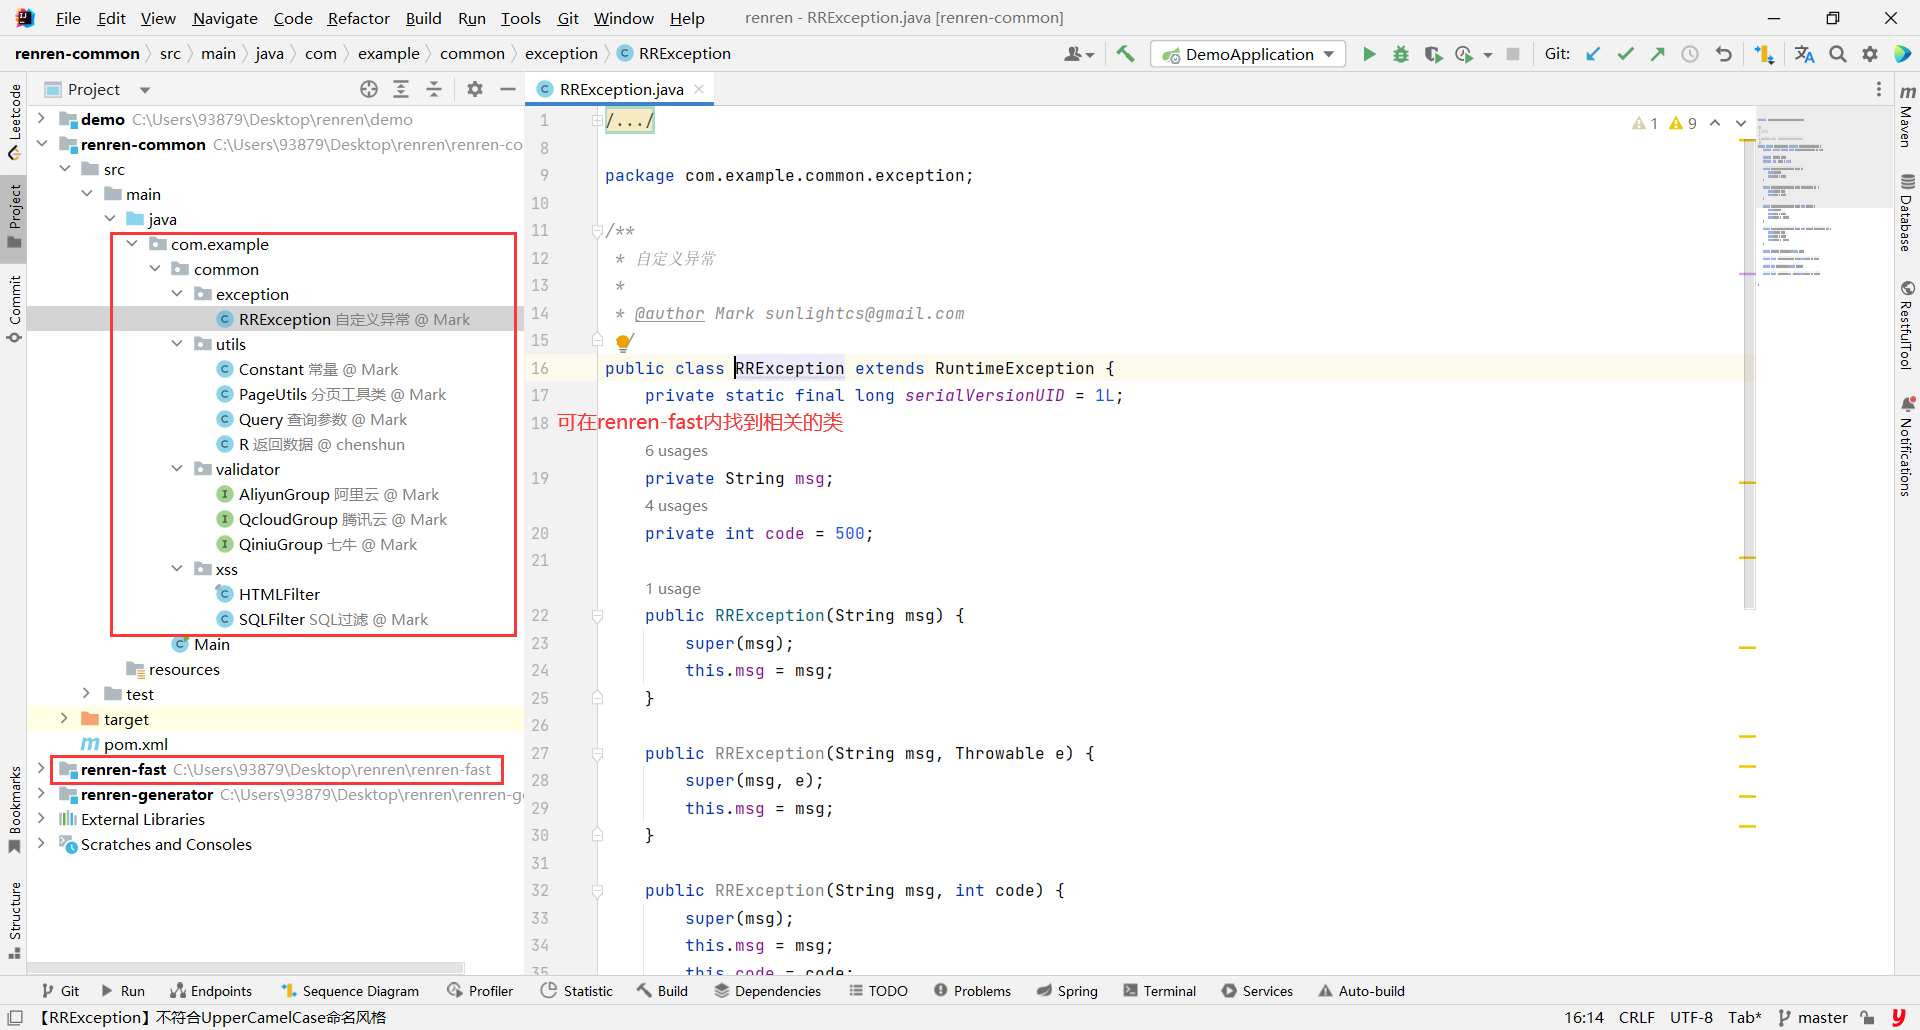 File Edit View Navigate Code Refactor Build Run Tools Git Window Help renren - RRException.java [renren-common]
renren-common src main java com example common exception RRException DemoApplication Git:
Project
RRException.java
Leetcode
Project
Commit
Bookmarks
Structure
demo C:\Users\93879\Desktop\renren\demo
renren-common C:\Users\93879\Desktop\renren\renren-co
src
main
java
com.example
common
exception
RRException 自定义异常 @ Mark
utils
Constant 常量 @ Mark
PageUtils 分页工具类 @ Mark
Query 查询参数 @ Mark
R 返回数据 @ chenshun
validator
AliyunGroup 阿里云 @ Mark
QcloudGroup 腾讯云 @ Mark
QiniuGroup 七牛 @ Mark
xss
HTMLFilter
SQLFilter SQL过滤 @ Mark
Main
resources
test
target
pom.xml
renren-fast C:\Users\93879\Desktop\renren\renren-fast
renren-generator C:\Users\93879\Desktop\renren\renren-ge
External Libraries
Scratches and Consoles
1 /.../
1 9
8
9 package com.example.common.exception;
10
11 /**
12 * 自定义异常
13 *
14 * @author Mark sunlightcs@gmail.com
15 */
16 public class RRException extends RuntimeException {
17 private static final long serialVersionUID = 1L;
18 可在renren-fast内找到相关的类
6 usages
19 private String msg;
4 usages
20 private int code = 500;
21
1 usage
22 public RRException(String msg) {
23 super(msg);
24 this.msg = msg;
25 }
26
27 public RRException(String msg, Throwable e) {
28 super(msg, e);
29 this.msg = msg;
30 }
31
32 public RRException(String msg, int code) {
33 super(msg);
34 this.msg = msg;
35 this.code = code;
Maven
Database
RestfulTool
Notifications
Git Run Endpoints Sequence Diagram Profiler Statistic Build Dependencies TODO Problems Spring Terminal Services Auto-build
【RRException】不符合UpperCamelCase命名风格 16:14 CRLF UTF-8 Tab* master